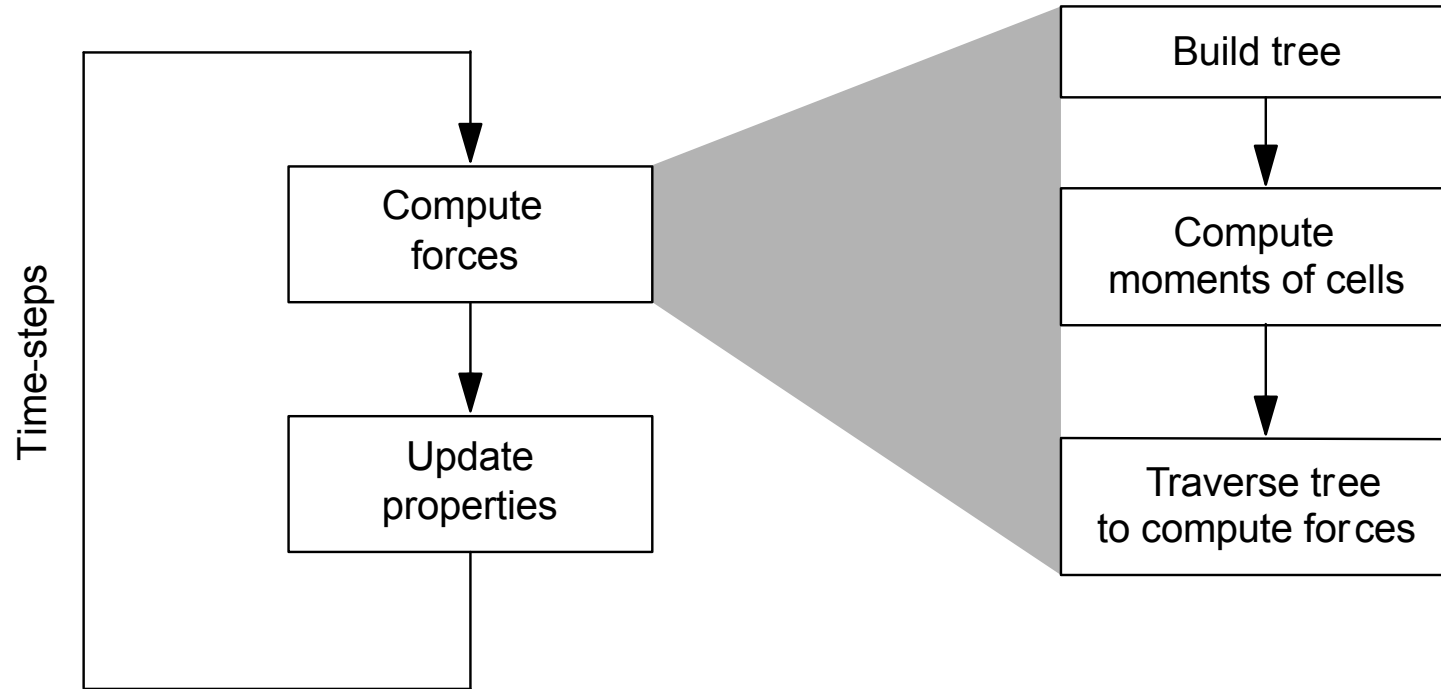 Time-steps
Compute
forces
Update
properties
Build tree
Compute
moments of cells
Traverse tree
to compute forces